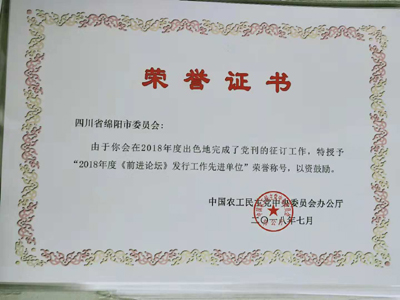 荣誉证书
四川省绵阳市委员会：
由于你会在2018年度出色地完成了党刊的征订工作，特授予
“2018年度《前进论坛》发行工作先进单位”荣誉称号，以资鼓励。
中国农工民主党中央委员会办公厅
二〇一八年七月